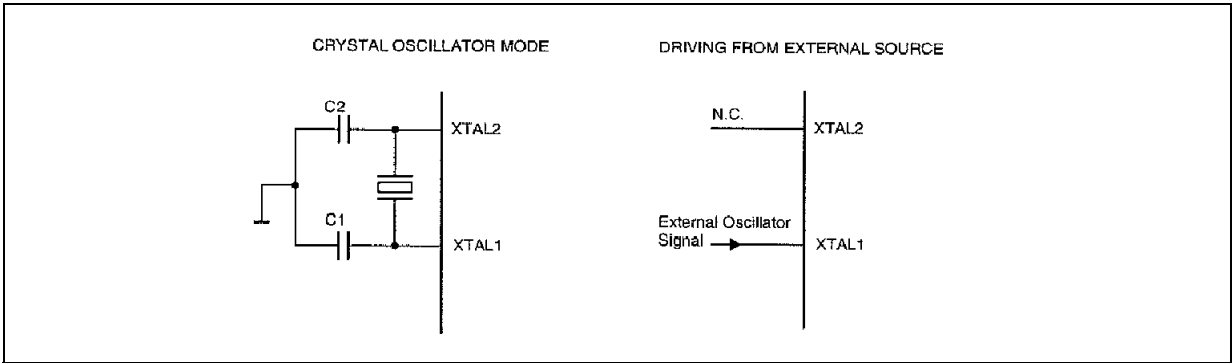 CRYSTAL OSCILLATOR MODE
C2
XTAL2
C1
XTAL1
DRIVING FROM EXTERNAL SOURCE
N.C.
XTAL2
External Oscillator
Signal
XTAL1